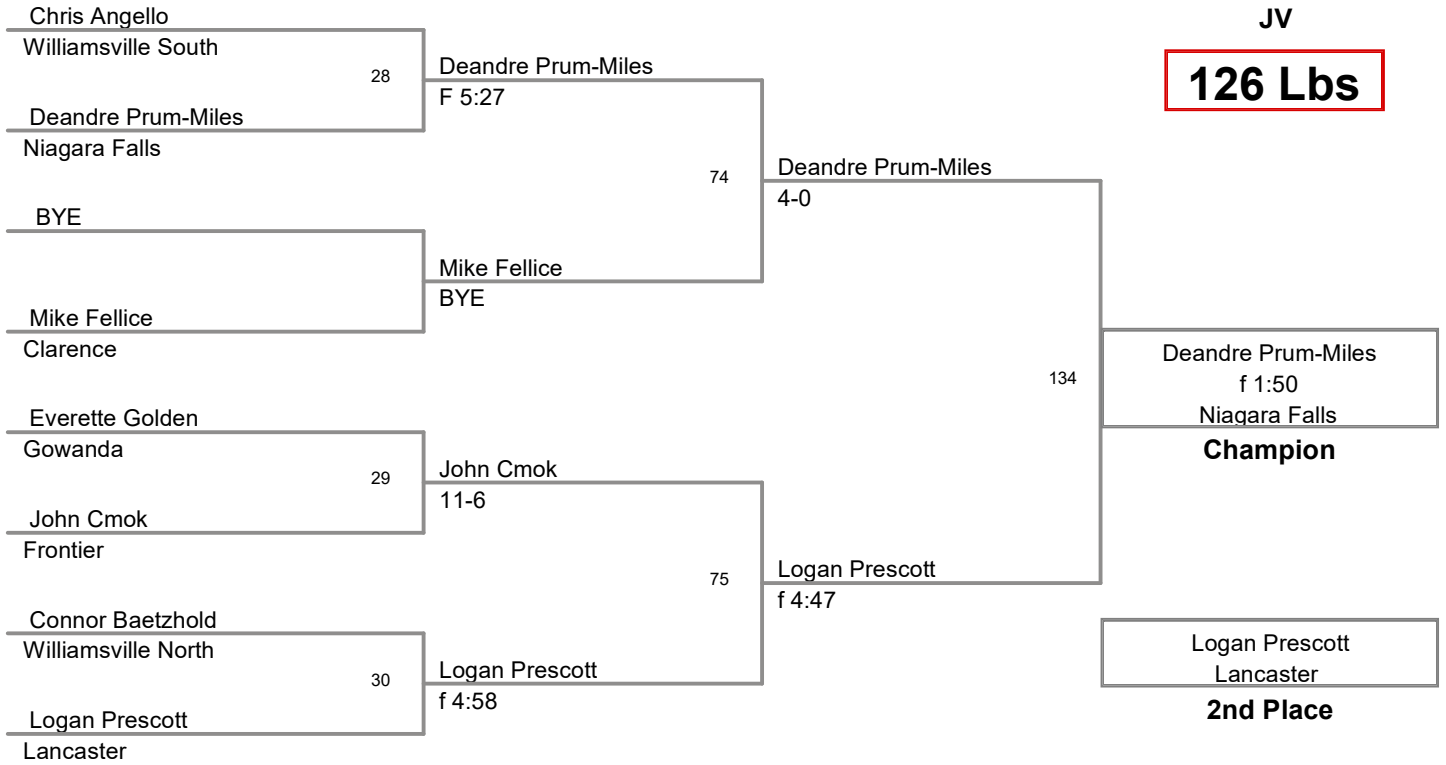 Chris Angello
Williamsville South
28
Deandre Prum-Miles
Niagara Falls
BYE
Mike Fellice
Clarence
Everette Golden
Gowanda
29
John Cmok
Frontier
Connor Baetzhold
Williamsville North
30
Logan Prescott
Lancaster
Deandre Prum-Miles
F 5:27
74
Mike Fellice
BYE
John Cmok
11-6
75
Logan Prescott
f 4:58
Deandre Prum-Miles
4-0
134
Logan Prescott
f 4:47
JV
126 Lbs
Deandre Prum-Miles
f 1:50
Niagara Falls
Champion
Logan Prescott
Lancaster
2nd Place